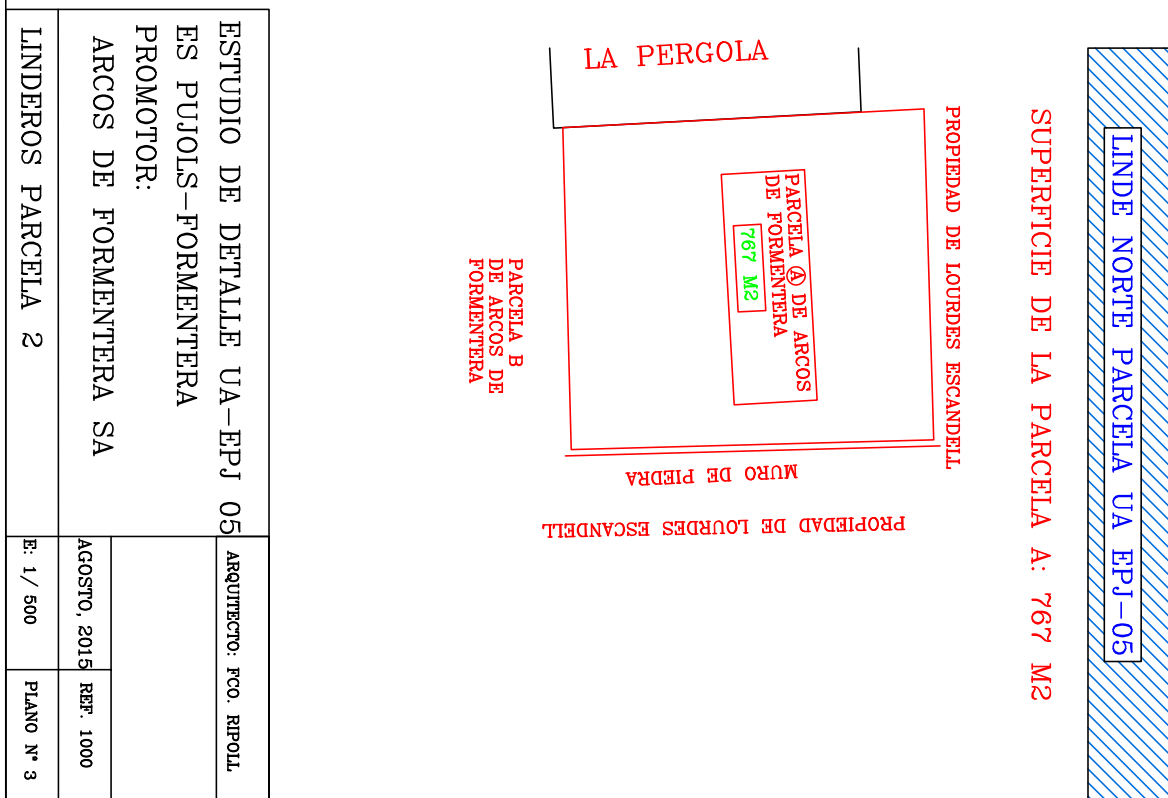 LINDE NORTE PARCELA UA EPJ-05
SUPERFICIE DE LA PARCELA A: 767 M2
PROPIEDAD DE LOURDES ESCANDELL
LA PERGOLA
PARCELA Ⓐ DE ARCOS
DE FORMENTERA
767 M2
MURO DE PIEDRA
PROPIEDAD DE LOURDES ESCANDELL
PARCELA B
DE ARCOS DE
FORMENTERA
ESTUDIO DE DETALLE UA-EPJ 05
ES PUJOLS-FORMENTERA
PROMOTOR:
ARCOS DE FORMENTERA SA
ARQUITECTO: FCO. RIPOLL
AGOSTO, 2015
REF. 1000
LINDEROS PARCELA 2
E: 1/ 500
PLANO N° 3